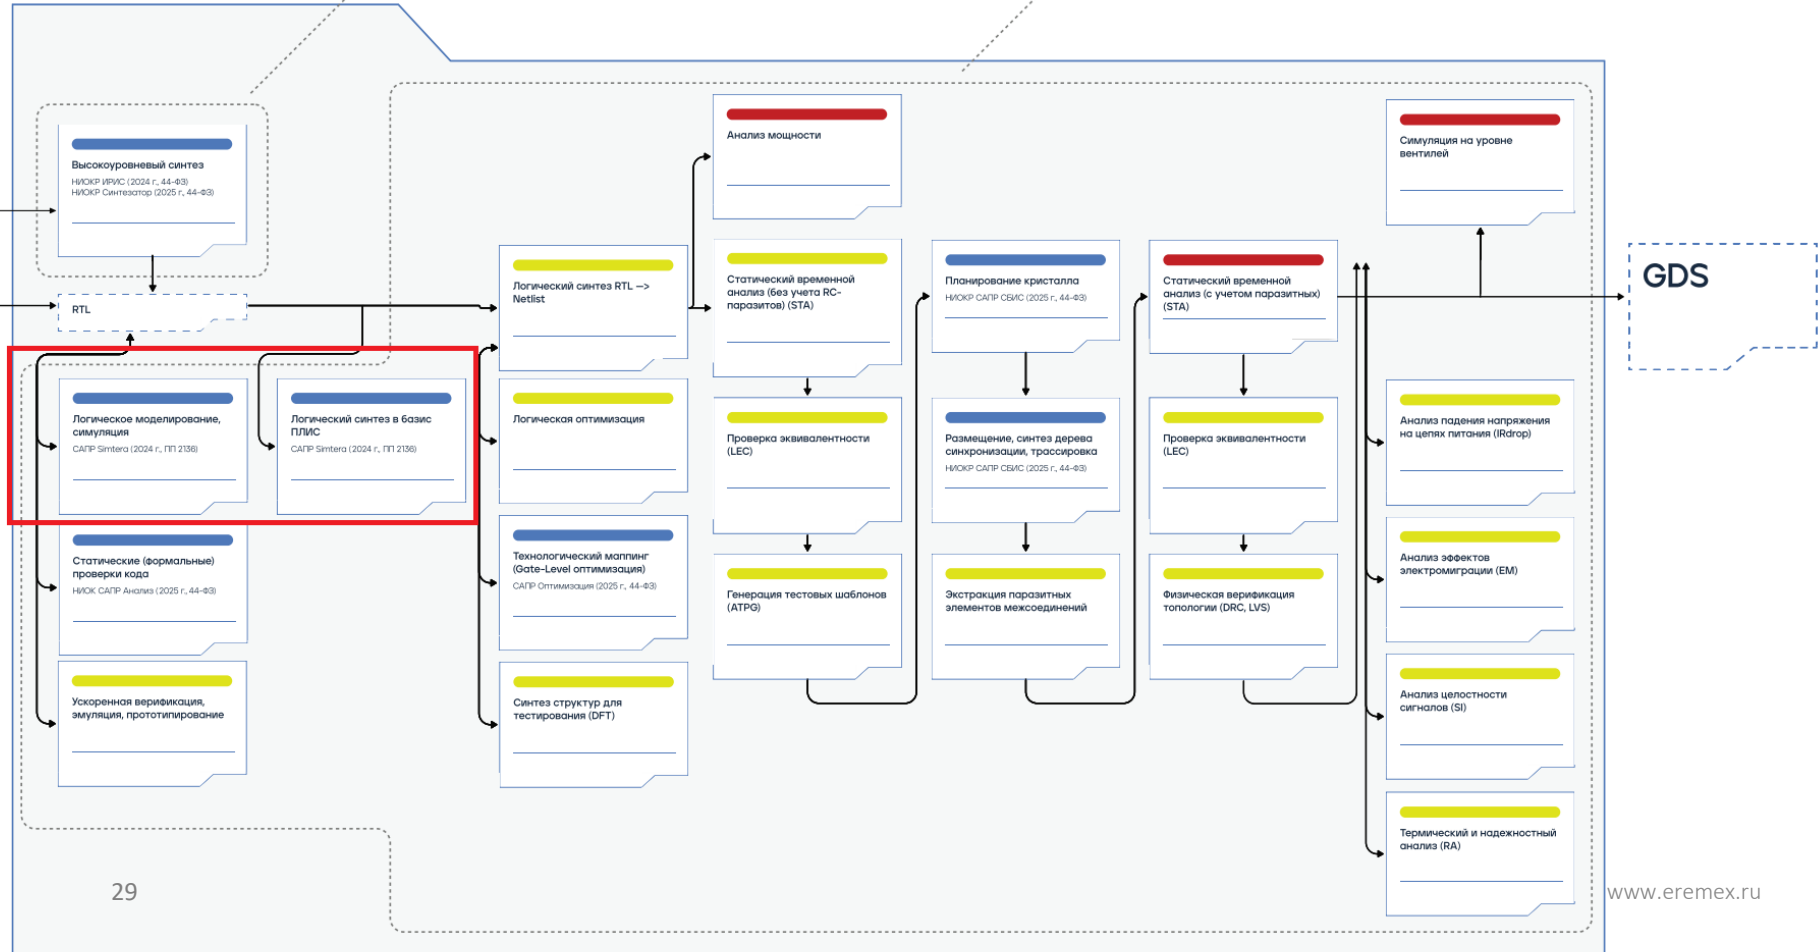 Высокоуровневый синтез
НИОКР ИРИС (2024 г., 44-ФЗ)
НИОКР Синтезатор (2025 г., 44-ФЗ)
RTL
Логическое моделирование,
симуляция
САПР Simtera (2024 г., ПП 2136)
Логический синтез в базис
ПЛИС
САПР Simtera (2024 г., ПП 2136)
Статические (формальные)
проверки кода
НИОК САПР Анализ (2025 г., 44-ФЗ)
Ускоренная верификация,
эмуляция, прототипирование
Логический синтез RTL —>
Netlist
Логическая оптимизация
Технологический маппинг
(Gate-Level оптимизация)
САПР Оптимизация (2025 г., 44-ФЗ)
Синтез структур для
тестирования (DFT)
Анализ мощности
Статический временной
анализ (без учета RC-
паразитов) (STA)
Проверка эквивалентности
(LEC)
Генерация тестовых шаблонов
(ATPG)
Планирование кристалла
НИОКР САПР СБИС (2025 г., 44-ФЗ)
Размещение, синтез дерева
синхронизации, трассировка
НИОКР САПР СБИС (2025 г., 44-ФЗ)
Экстракция паразитных
элементов межсоединений
Статический временной
анализ (с учетом паразитных)
(STA)
Проверка эквивалентности
(LEC)
Физическая верификация
топологии (DRC, LVS)
Симуляция на уровне
вентилей
Анализ падения напряжения
на цепях питания (IRdrop)
Анализ эффектов
электромиграции (EM)
Анализ целостности
сигналов (SI)
Термический и надежностный
анализ (RA)
GDS
29
www.eremex.ru